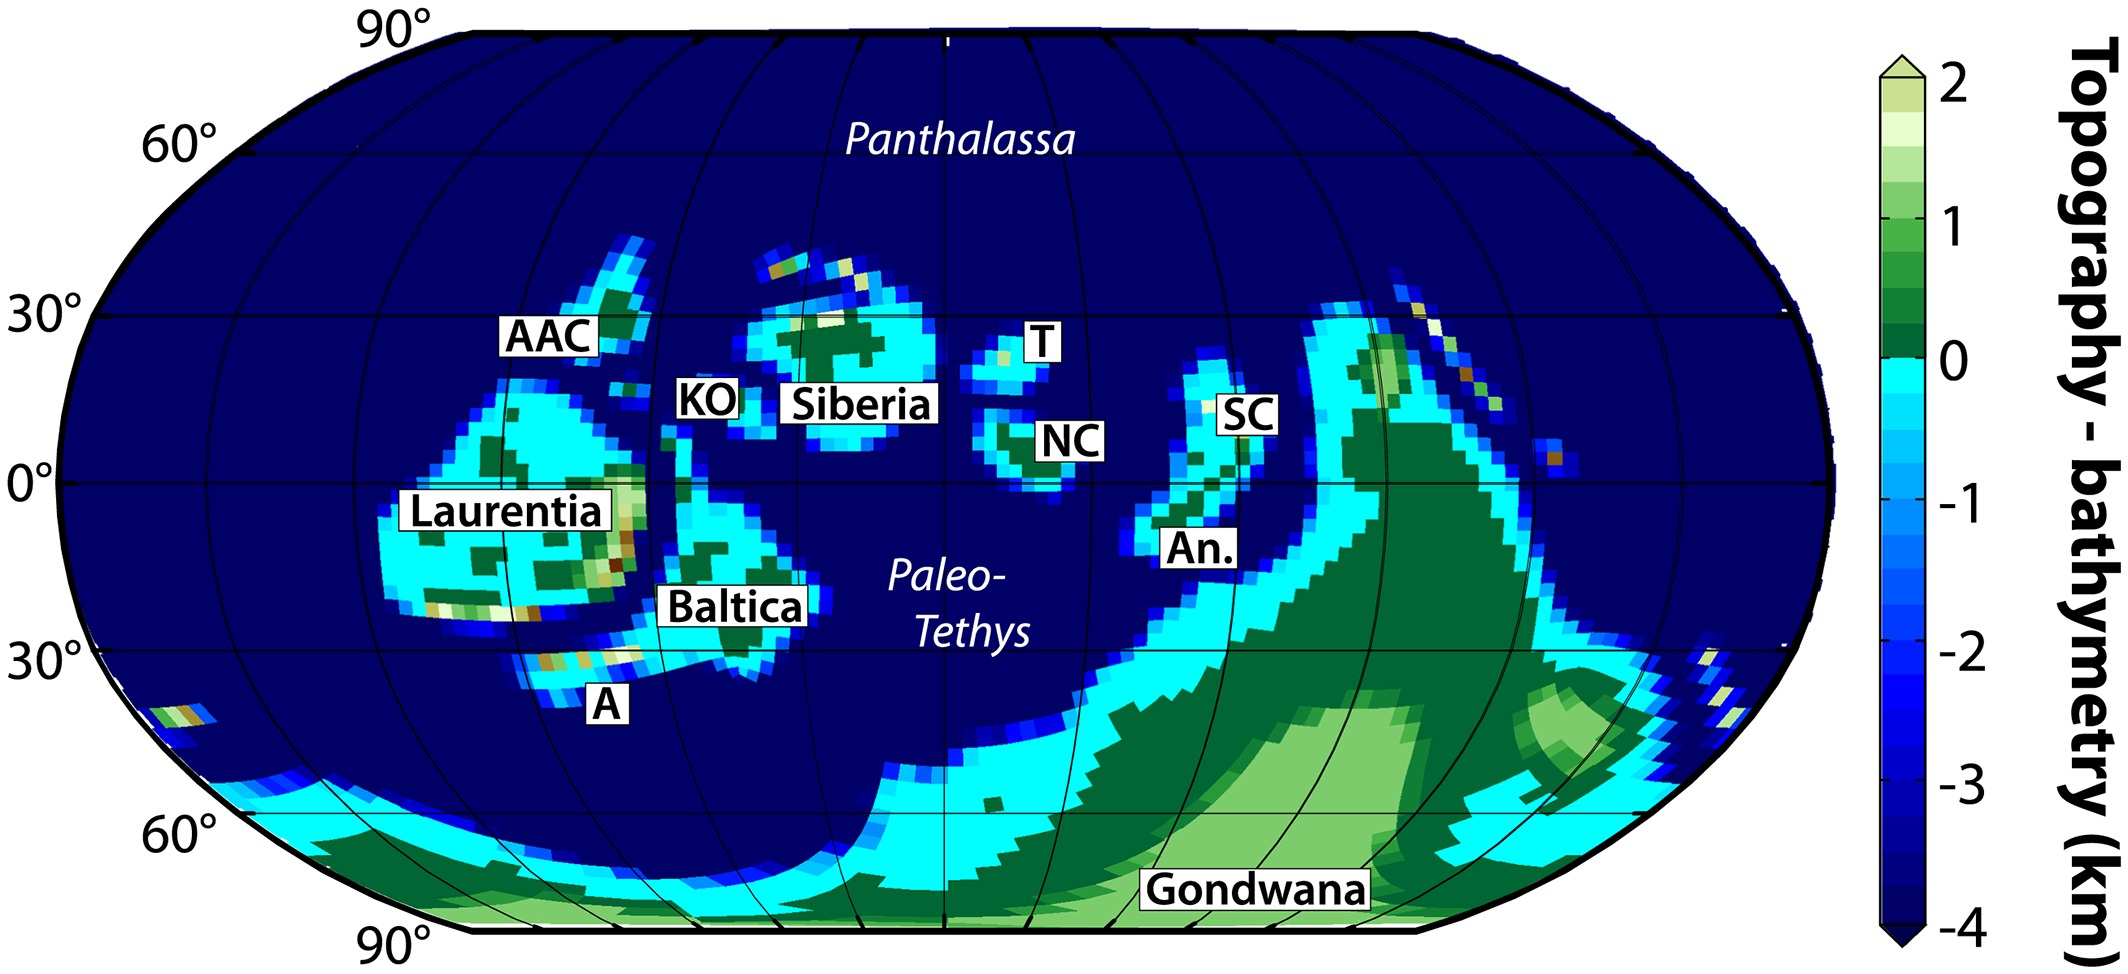 90°
60°
30°
0°
30°
60°
90°
Panthalassa
AAC
KO
Siberia
T
NC
SC
An.
Laurentia
Baltica
A
Paleo-
Tethys
Gondwana
2
1
0
-1
-2
-3
-4
Topography - bathymetry (km)